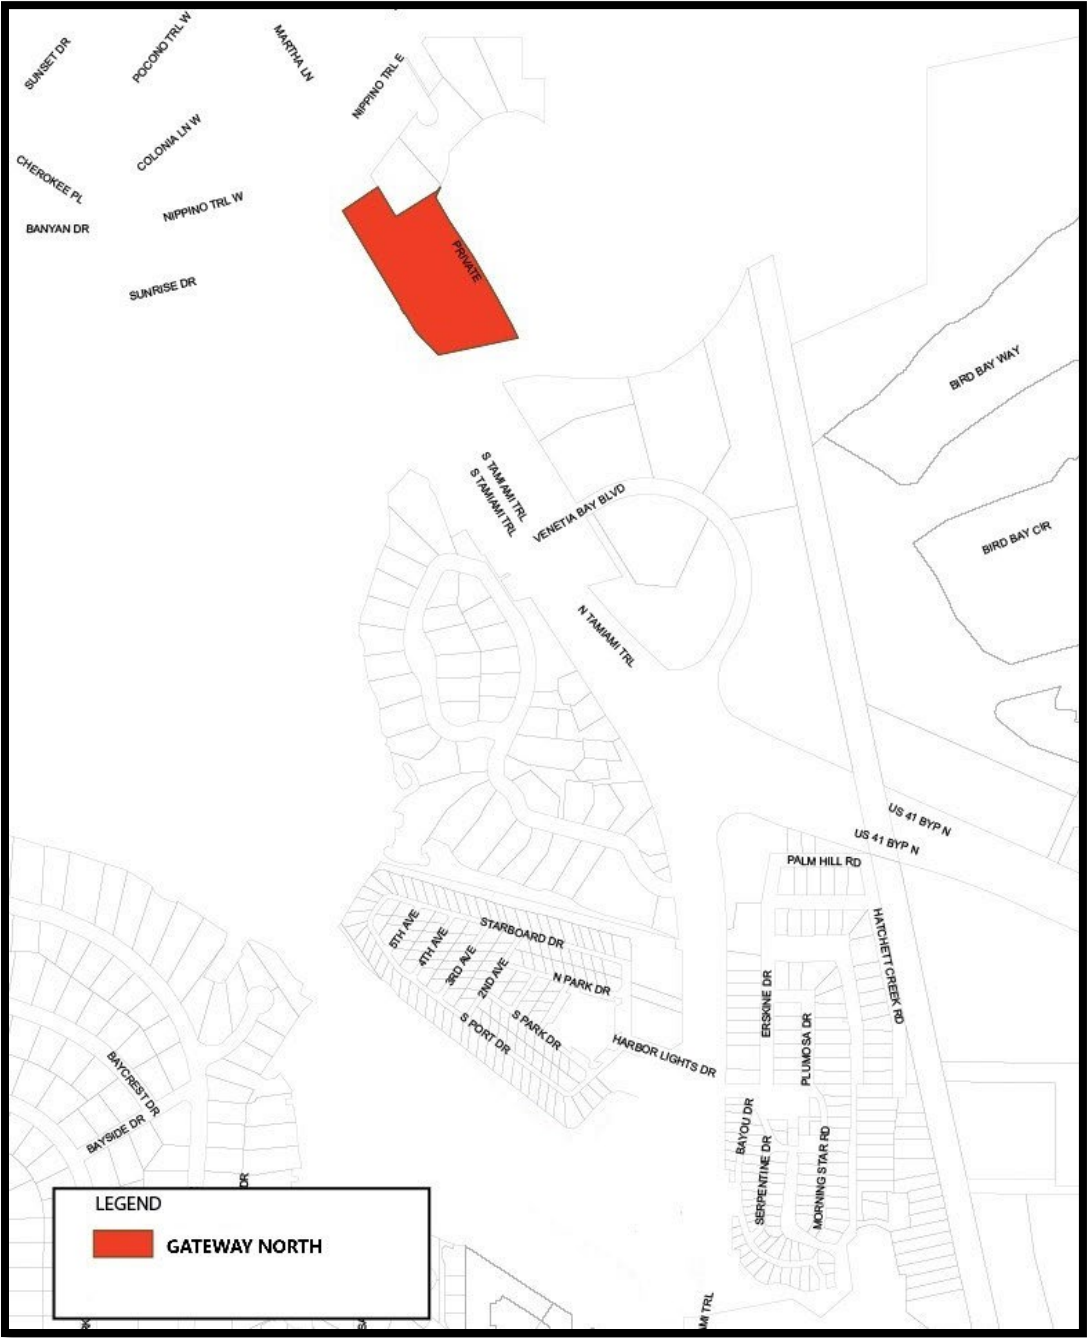 SUNSET DR
POCONO TRL W
MARTHA LN
NIPPINO TRL E
COLONIA LN W
CHEROKEE PL
NIPPINO TRL W
BANYAN DR
SUNRISE DR
PRIVATE
BIRD BAY WAY
S TAMIAMI TRL
S TAMIAMI TRL
VENETIA BAY BLVD
BIRD BAY CIR
N TAMIAMI TRL
US 41 BYP N
US 41 BYP N
PALM HILL RD
HATCHETT CREEK RD
STARBOARD DR
5TH AVE
4TH AVE
3RD AVE
2ND AVE
N PARK DR
S PARK DR
S PORT DR
HARBOR LIGHTS DR
ERSKINE DR
PLUMOSA DR
BAYCREST DR
BAYSIDE DR
BAYOU DR
SERPENTINE DR
MORNING STAR RD
DR
LEGEND
GATEWAY NORTH
AMI TRL